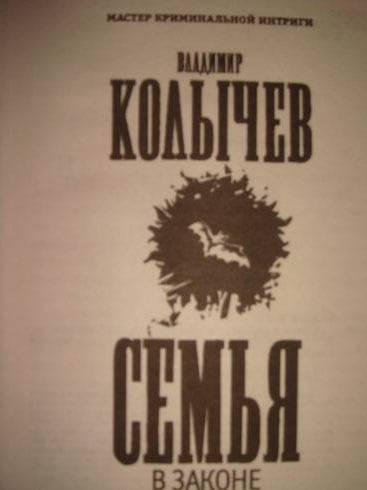 МАСТЕР КРИМИНАЛЬНОЙ ИНТРИГИ
ВЛАДИМИР
КОЛЫЧЕВ
СЕМЬЯ
В ЗАКОНЕ